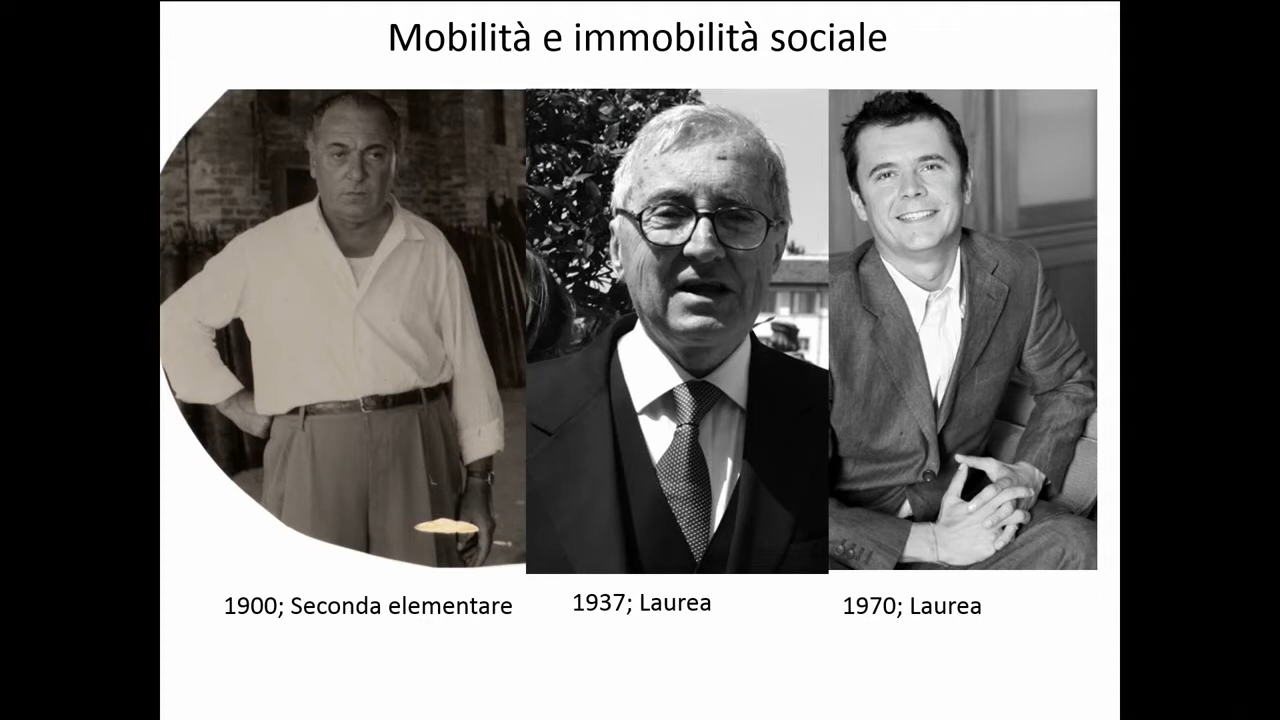 Mobilità e immobilità sociale
1900; Seconda elementare
1937; Laurea
1970; Laurea